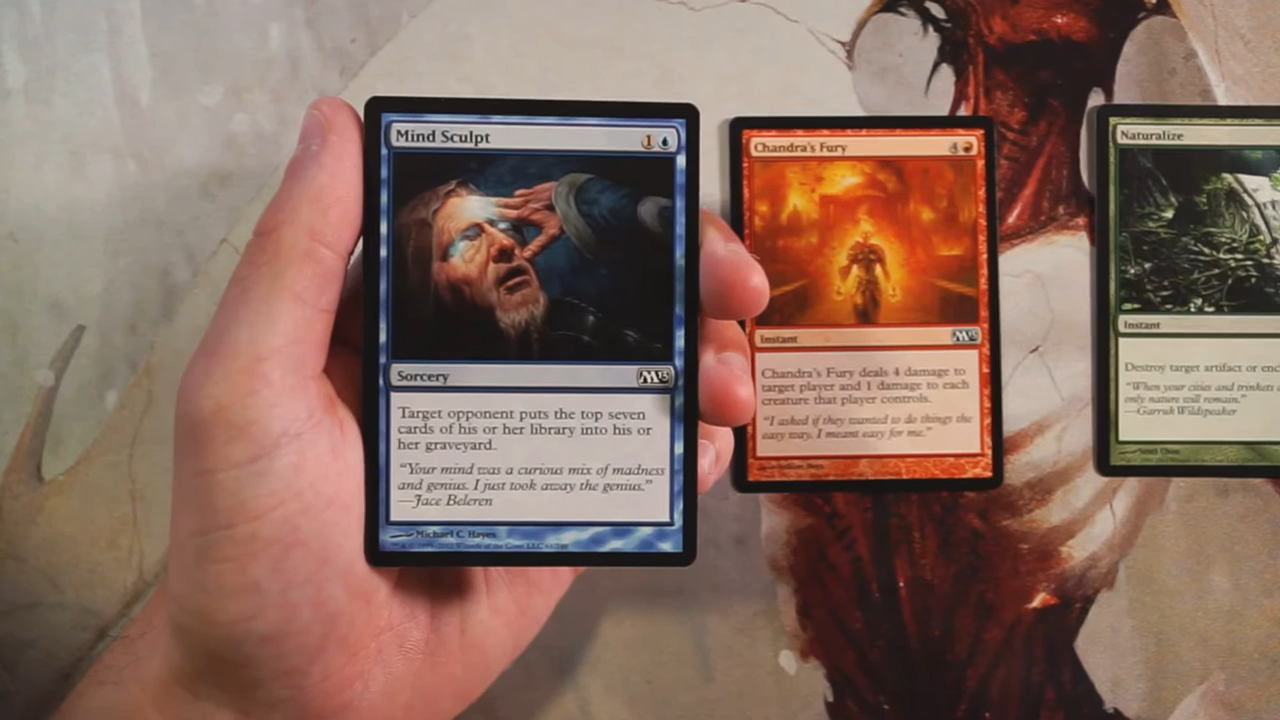 Mind Sculpt
1
Sorcery
M13
Target opponent puts the top seven
cards of his or her library into his or
her graveyard.
“Your mind was a curious mix of madness
and genius. I just took away the genius.”
—Jace Beleren
Michael C. Hayes
Chandra's Fury
4
Instant
M13
Chandra's Fury deals 4 damage to
target player and 1 damage to each
creature that player controls.
“I asked if they wanted to do things the
easy way. I meant easy for me.”
Naturalize
Instant
Destroy target artifact or
“When your cities and trinkets
only nature will remain.”
—Garruk Wildspeaker